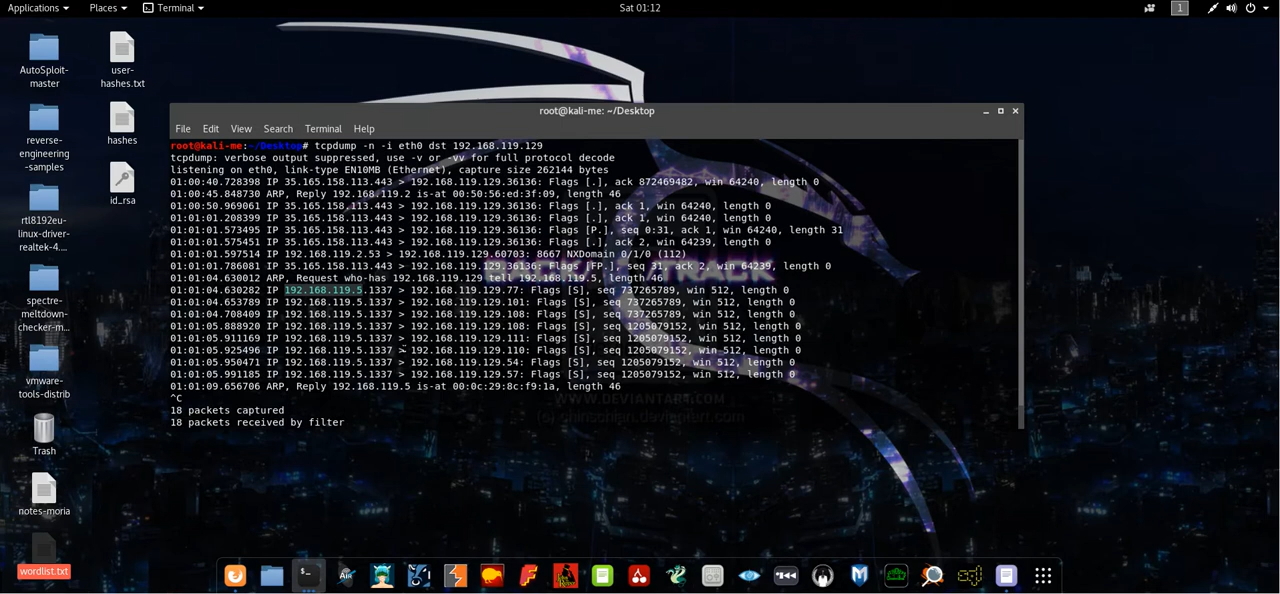 Applications Places Terminal Sat 01:12 1
AutoSploit-
master
user-
hashes.txt
reverse-
engineering
-samples
hashes
id_rsa
rtl8192eu-
linux-driver-
realtek-4....
spectre-
meltdown-
checker-m...
vmware-
tools-distrib
Trash
notes-moria
wordlist.txt
root@kali-me: ~/Desktop
File Edit View Search Terminal Help
root@kali-me:~/Desktop# tcpdump -n -i eth0 dst 192.168.119.129
tcpdump: verbose output suppressed, use -v or -vv for full protocol decode
listening on eth0, link-type EN10MB (Ethernet), capture size 262144 bytes
01:00:40.728398 IP 35.165.158.113.443 > 192.168.119.129.36136: Flags [.], ack 872469482, win 64240, length 0
01:00:45.848730 ARP, Reply 192.168.119.2 is-at 00:50:56:ed:3f:09, length 46
01:00:50.969061 IP 35.165.158.113.443 > 192.168.119.129.36136: Flags [.], ack 1, win 64240, length 0
01:01:01.208399 IP 35.165.158.113.443 > 192.168.119.129.36136: Flags [.], ack 1, win 64240, length 0
01:01:01.573495 IP 35.165.158.113.443 > 192.168.119.129.36136: Flags [P.], seq 0:31, ack 1, win 64240, length 31
01:01:01.575451 IP 35.165.158.113.443 > 192.168.119.129.36136: Flags [.], ack 2, win 64239, length 0
01:01:01.597514 IP 192.168.119.2.53 > 192.168.119.129.60703: 8667 NXDomain 0/1/0 (112)
01:01:01.786081 IP 35.165.158.113.443 > 192.168.119.129.36136: Flags [FP.], seq 31, ack 2, win 64239, length 0
01:01:04.630012 ARP, Request who-has 192.168.119.129 tell 192.168.119.5, length 46
01:01:04.630282 IP 192.168.119.5.1337 > 192.168.119.129.77: Flags [S], seq 737265789, win 512, length 0
01:01:04.653789 IP 192.168.119.5.1337 > 192.168.119.129.101: Flags [S], seq 737265789, win 512, length 0
01:01:04.708409 IP 192.168.119.5.1337 > 192.168.119.129.108: Flags [S], seq 737265789, win 512, length 0
01:01:05.888920 IP 192.168.119.5.1337 > 192.168.119.129.108: Flags [S], seq 1205079152, win 512, length 0
01:01:05.911169 IP 192.168.119.5.1337 > 192.168.119.129.111: Flags [S], seq 1205079152, win 512, length 0
01:01:05.925496 IP 192.168.119.5.1337 > 192.168.119.129.110: Flags [S], seq 1205079152, win 512, length 0
01:01:05.950471 IP 192.168.119.5.1337 > 192.168.119.129.54: Flags [S], seq 1205079152, win 512, length 0
01:01:05.991185 IP 192.168.119.5.1337 > 192.168.119.129.57: Flags [S], seq 1205079152, win 512, length 0
01:01:09.656706 ARP, Reply 192.168.119.5 is-at 00:0c:29:8c:f9:1a, length 46
^C
18 packets captured
18 packets received by filter
WWW.DEVIANTART.COM